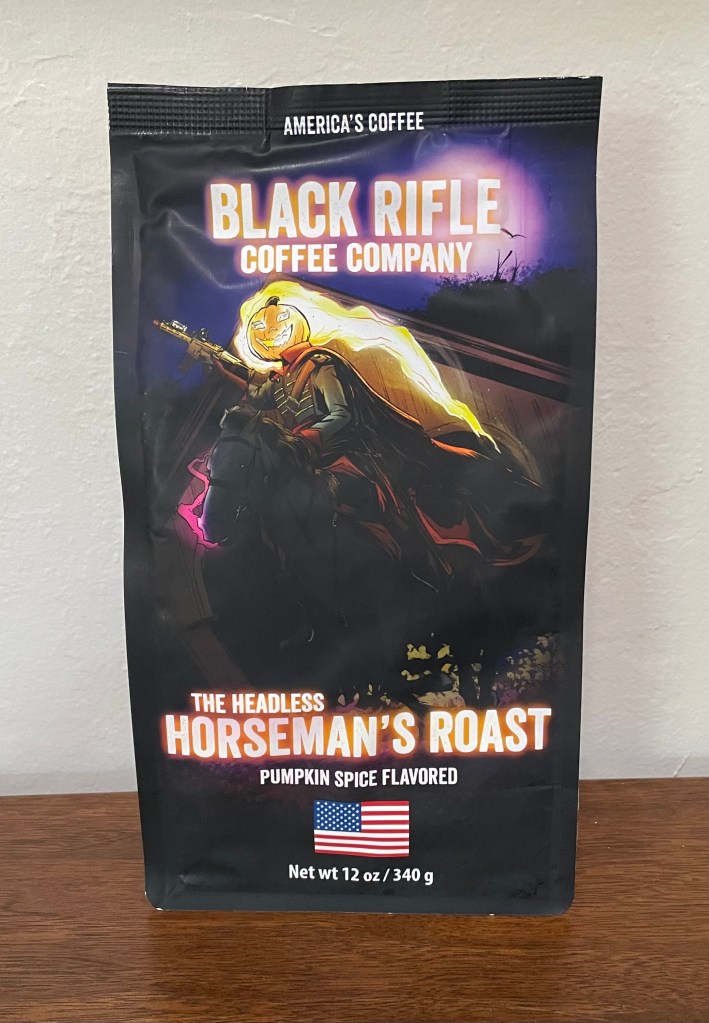 AMERICA'S COFFEE
BLACK RIFLE
COFFEE COMPANY
THE HEADLESS
HORSEMAN'S ROAST
PUMPKIN SPICE FLAVORED
Net wt 12 oz / 340 g